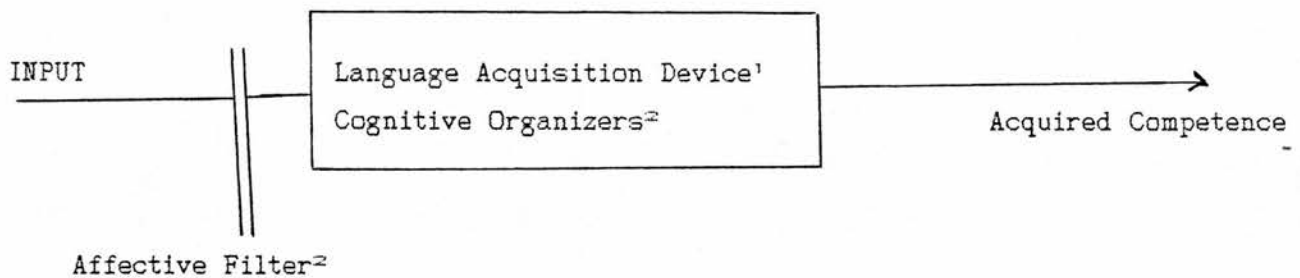 INPUT
Language Acquisition Device¹
Cognitive Organizers²
Acquired Competence
Affective Filter²